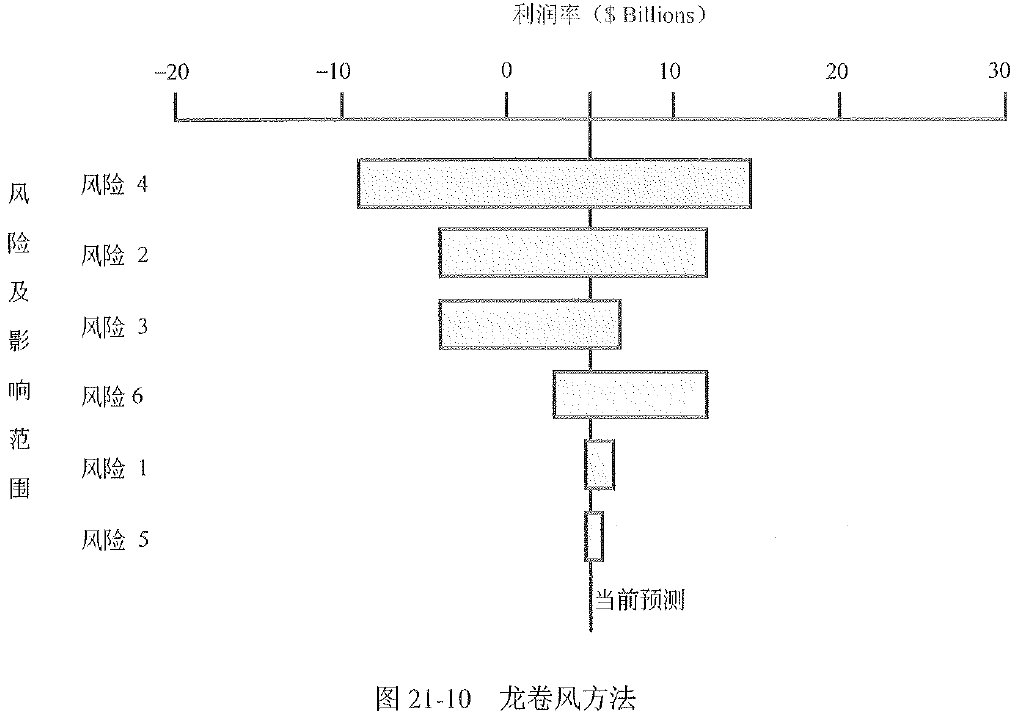 利润率（$ Billions）
-20 -10 0 10 20 30
风险及影响范围
风险 4
风险 2
风险 3
风险 6
风险 1
风险 5
当前预测
图 21-10 龙卷风方法